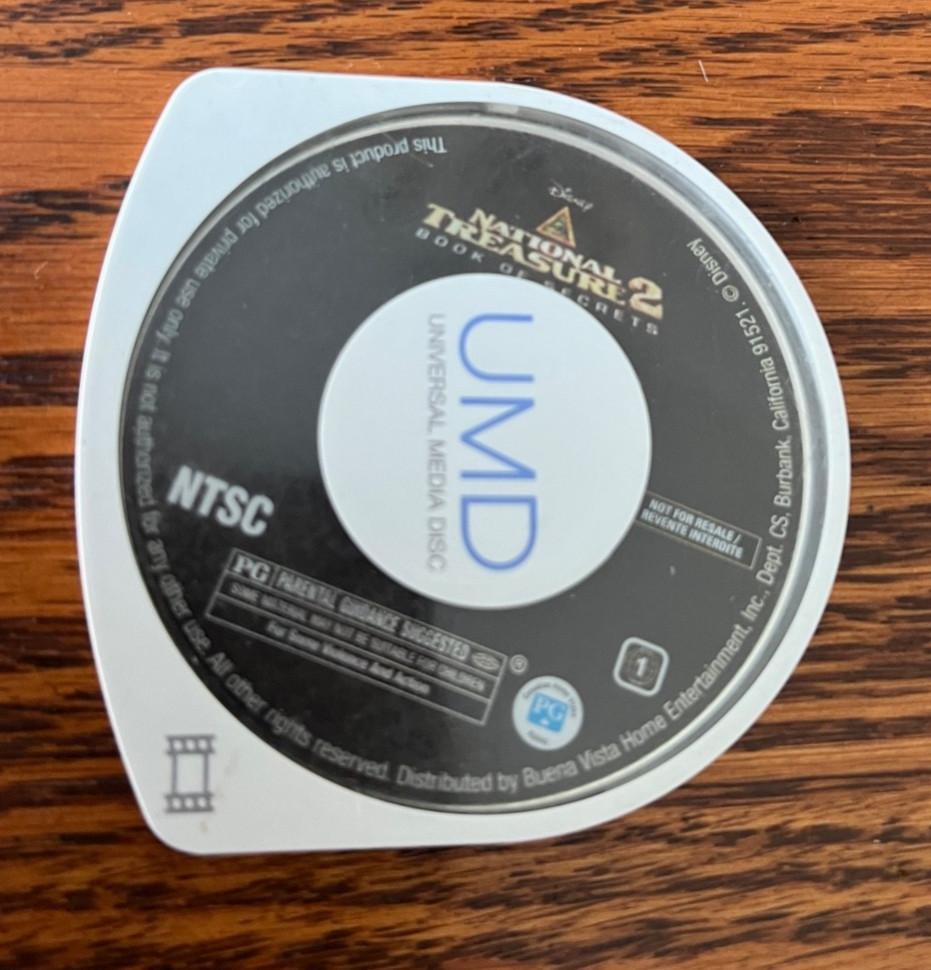 Disney
NATIONAL
TREASURE 2
BOOK OF SECRETS
UMD
UNIVERSAL MEDIA DISC
NOT FOR RESALE /
REVENTE INTERDITE
NTSC
PG PARENTAL GUIDANCE SUGGESTED
SOME MATERIAL MAY NOT BE SUITABLE FOR CHILDREN
For Some Violence And Action
®
PG
1
This product is authorized for private use only. It is not authorized for any other use. All other rights reserved. Distributed by Buena Vista Home Entertainment, Inc., Dept. CS, Burbank, California 91521. © Disney